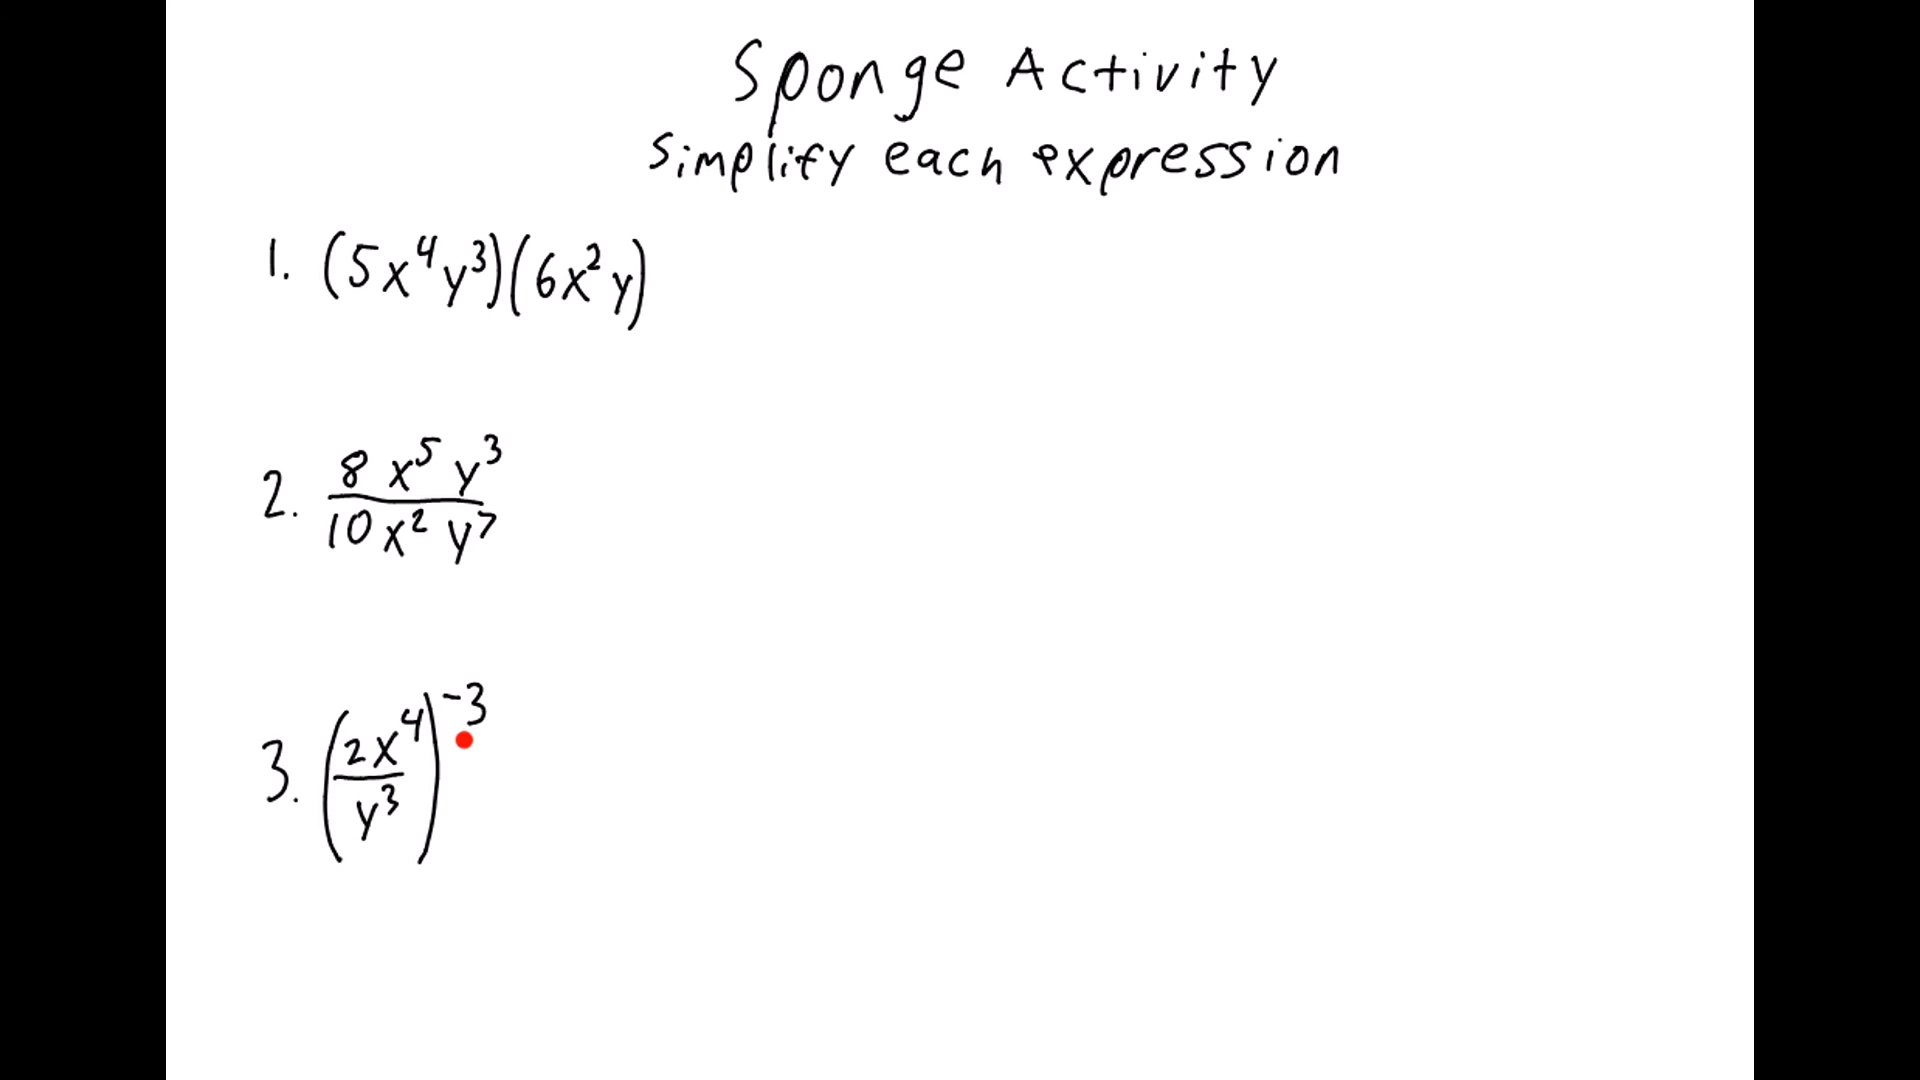 Sponge Activity
Simplify each expression
1. (5x⁴y³)(6x²y)
2. 8x⁵y³
10x²y⁷
3. (2x⁴/y³)⁻³